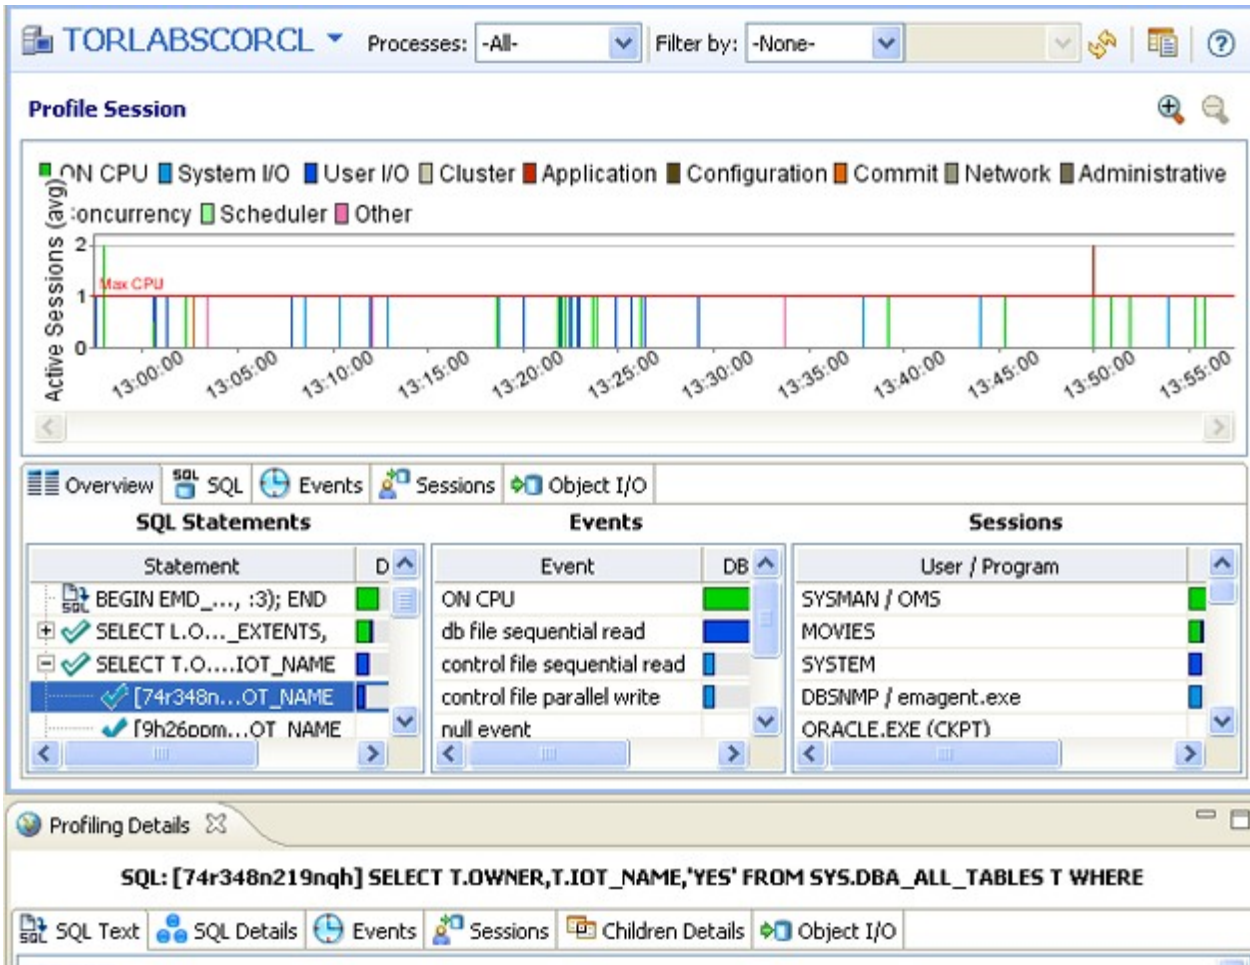 TORLABSCORCL Processes: -All- Filter by: -None-
Profile Session
ON CPU System I/O User I/O Cluster Application Configuration Commit Network Administrative
oncurrency Scheduler Other
Active Sessions (avg)
2
Max CPU
1
0
13:00:00 13:05:00 13:10:00 13:15:00 13:20:00 13:25:00 13:30:00 13:35:00 13:40:00 13:45:00 13:50:00 13:55:00
Overview SQL Events Sessions Object I/O
SQL Statements Events Sessions
Statement D Event DB User / Program
BEGIN EMD_..., :3); END ON CPU SYSMAN / OMS
SELECT L.O..._EXTENTS, db file sequential read MOVIES
SELECT T.O....IOT_NAME control file sequential read SYSTEM
[74r348n...OT_NAME control file parallel write DBSNMP / emagent.exe
[9h26ppm...OT_NAME null event ORACLE.EXE (CKPT)
Profiling Details
SQL: [74r348n219nqh] SELECT T.OWNER,T.IOT_NAME,'YES' FROM SYS.DBA_ALL_TABLES T WHERE
SQL Text SQL Details Events Sessions Children Details Object I/O